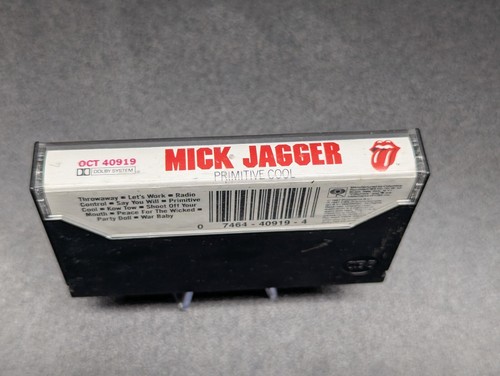 OCT 40919
DOLBY SYSTEM
MICK JAGGER
PRIMITIVE COOL
Throwaway • Let's Work • Radio
Control • Say You Will • Primitive
Cool • Kow Tow • Shoot Off Your
Mouth • Peace For The Wicked •
Party Doll • War Baby
0 7464-40919-4